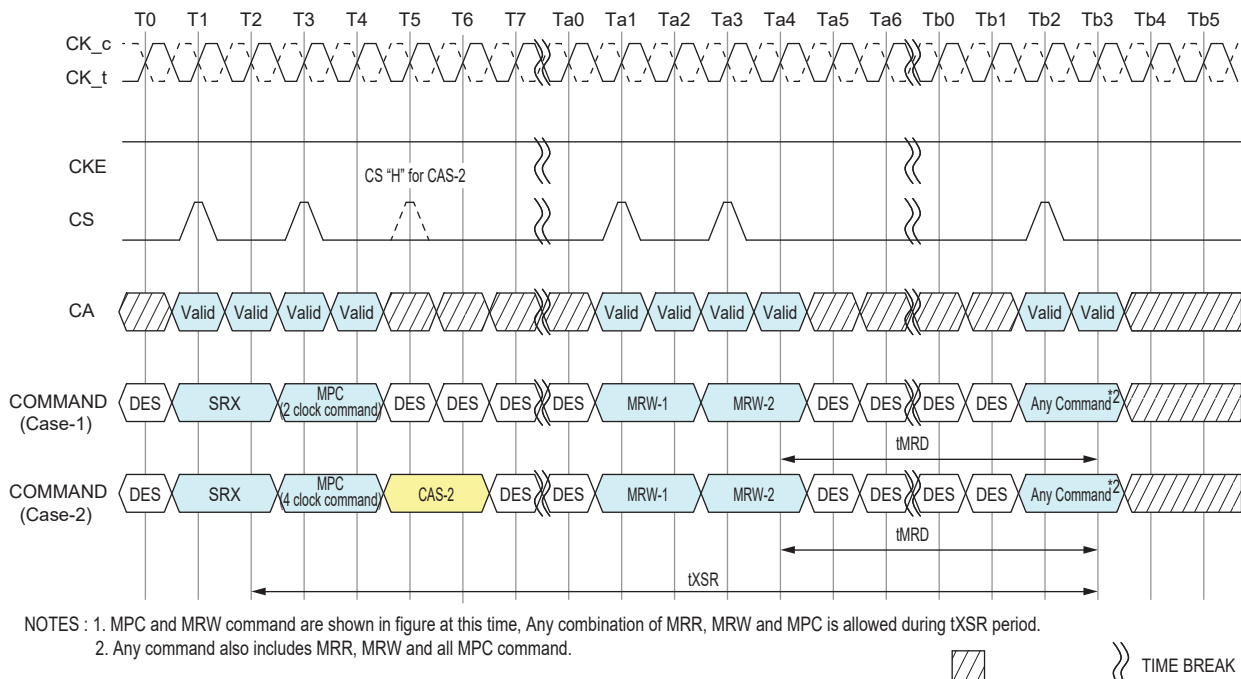 T0 T1 T2 T3 T4 T5 T6 T7 Ta0 Ta1 Ta2 Ta3 Ta4 Ta5 Ta6 Tb0 Tb1 Tb2 Tb3 Tb4 Tb5
CK_c
CK_t
CKE
CS "H" for CAS-2
CS
CA Valid Valid Valid Valid Valid Valid Valid Valid Valid Valid
COMMAND (Case-1) DES SRX MPC (2 clock command) DES DES DES DES MRW-1 MRW-2 DES DES DES DES Any Command*2
tMRD
COMMAND (Case-2) DES SRX MPC (4 clock command) CAS-2 DES DES MRW-1 MRW-2 DES DES DES DES Any Command*2
tMRD
tXSR
NOTES : 1. MPC and MRW command are shown in figure at this time, Any combination of MRR, MRW and MPC is allowed during tXSR period.
2. Any command also includes MRR, MRW and all MPC command.
TIME BREAK